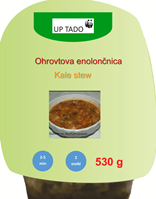 UP TADO
Ohrovtova enolončnica
Kale stew
530 g